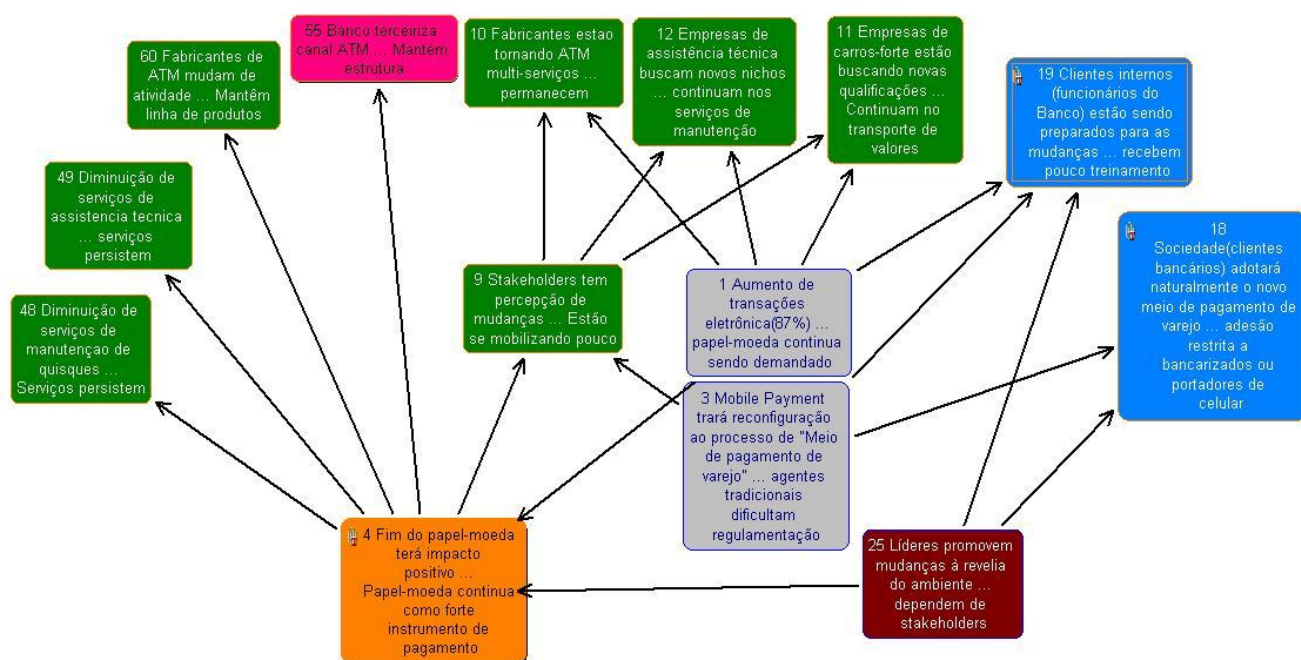 60 Fabricantes de
ATM mudam de
atividade ... Mantêm
linha de produtos
55 Banco terceiriza
canal ATM ... Mantém
estrutura
10 Fabricantes estao
tornando ATM
multi-serviços ...
permanecem
12 Empresas de
assistência técnica
buscam novos nichos
... continuam nos
serviços de
manutenção
11 Empresas de
carros-forte estão
buscando novas
qualificações ...
Continuam no
transporte de
valores
19 Clientes internos
(funcionários do
Banco) estão sendo
preparados para as
mudanças ... recebem
pouco treinamento
49 Diminuição de
serviços de
assistencia tecnica
... serviços
persistem
18
Sociedade(clientes
bancários) adotará
naturalmente o novo
meio de pagamento de
varejo ... adesão
restrita a
bancarizados ou
portadores de
celular
48 Diminuição de
serviços de
manutençao de
quisques ...
Serviços persistem
9 Stakeholders tem
percepção de
mudanças ... Estão
se mobilizando pouco
1 Aumento de
transações
eletrônica(87%) ...
papel-moeda continua
sendo demandado
3 Mobile Payment
trará reconfiguração
ao processo de "Meio
de pagamento de
varejo" ... agentes
tradicionais
dificultam
regulamentação
4 Fim do papel-moeda
terá impacto
positivo ...
Papel-moeda continua
como forte
instrumento de
pagamento
25 Líderes promovem
mudanças à revelia
do ambiente ...
dependem de
stakeholders